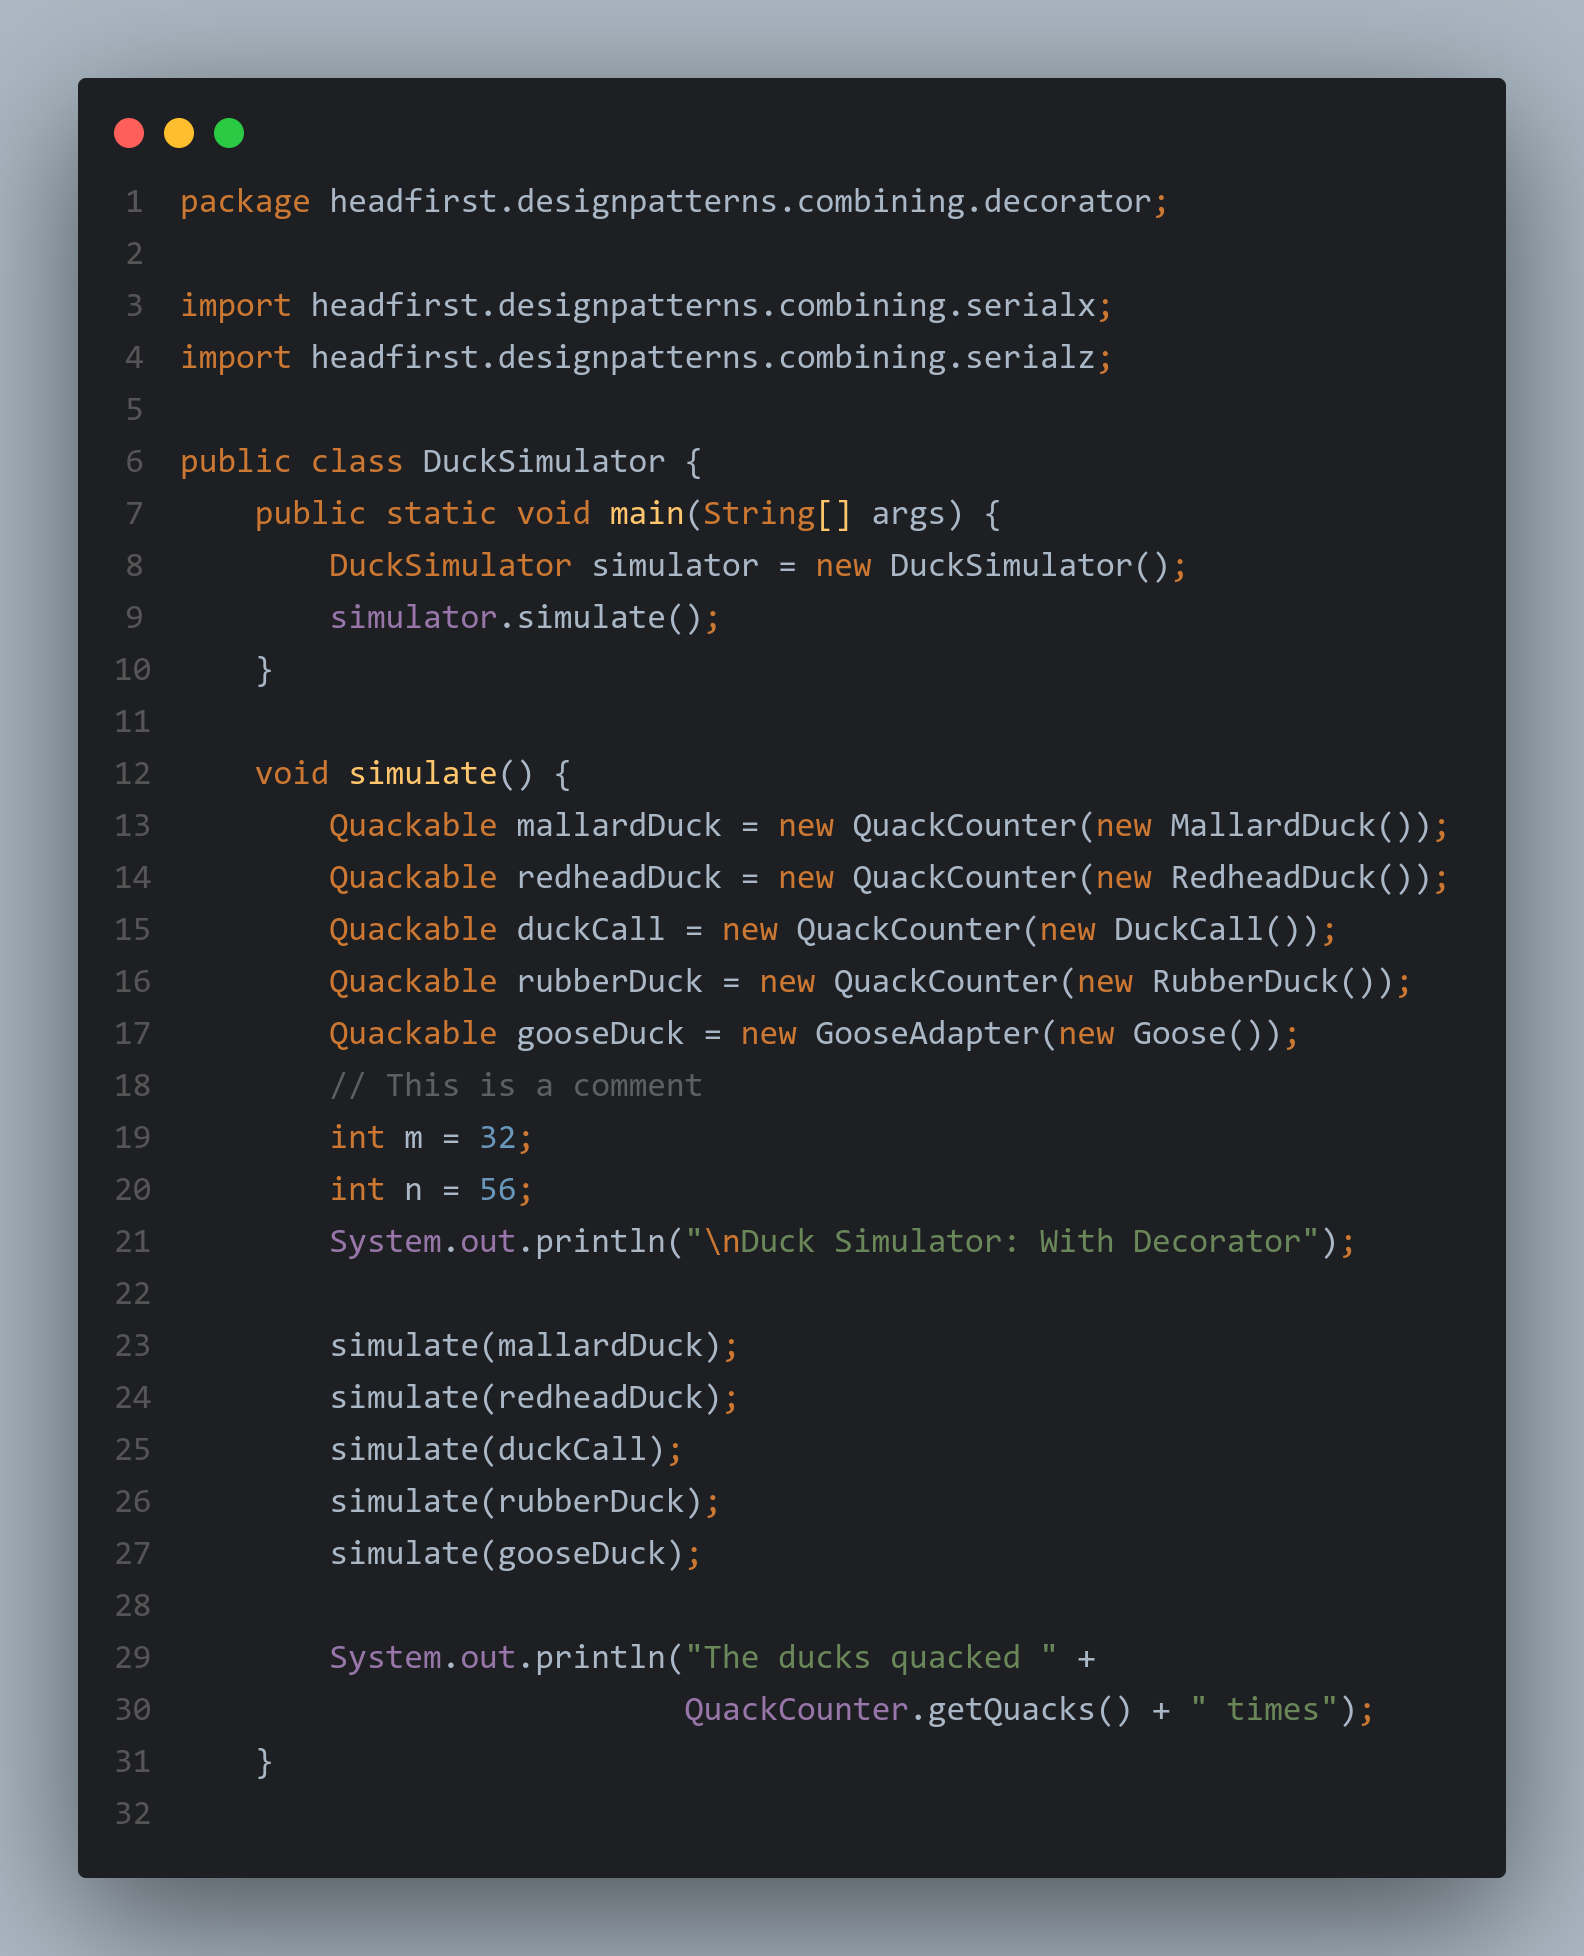 1 package headfirst.designpatterns.combining.decorator;
2
3 import headfirst.designpatterns.combining.serialx;
4 import headfirst.designpatterns.combining.serialz;
5
6 public class DuckSimulator {
7     public static void main(String[] args) {
8         DuckSimulator simulator = new DuckSimulator();
9         simulator.simulate();
10     }
11
12     void simulate() {
13         Quackable mallardDuck = new QuackCounter(new MallardDuck());
14         Quackable redheadDuck = new QuackCounter(new RedheadDuck());
15         Quackable duckCall = new QuackCounter(new DuckCall());
16         Quackable rubberDuck = new QuackCounter(new RubberDuck());
17         Quackable gooseDuck = new GooseAdapter(new Goose());
18         // This is a comment
19         int m = 32;
20         int n = 56;
21         System.out.println("\nDuck Simulator: With Decorator");
22
23         simulate(mallardDuck);
24         simulate(redheadDuck);
25         simulate(duckCall);
26         simulate(rubberDuck);
27         simulate(gooseDuck);
28
29         System.out.println("The ducks quacked " +
30                            QuackCounter.getQuacks() + " times");
31     }
32